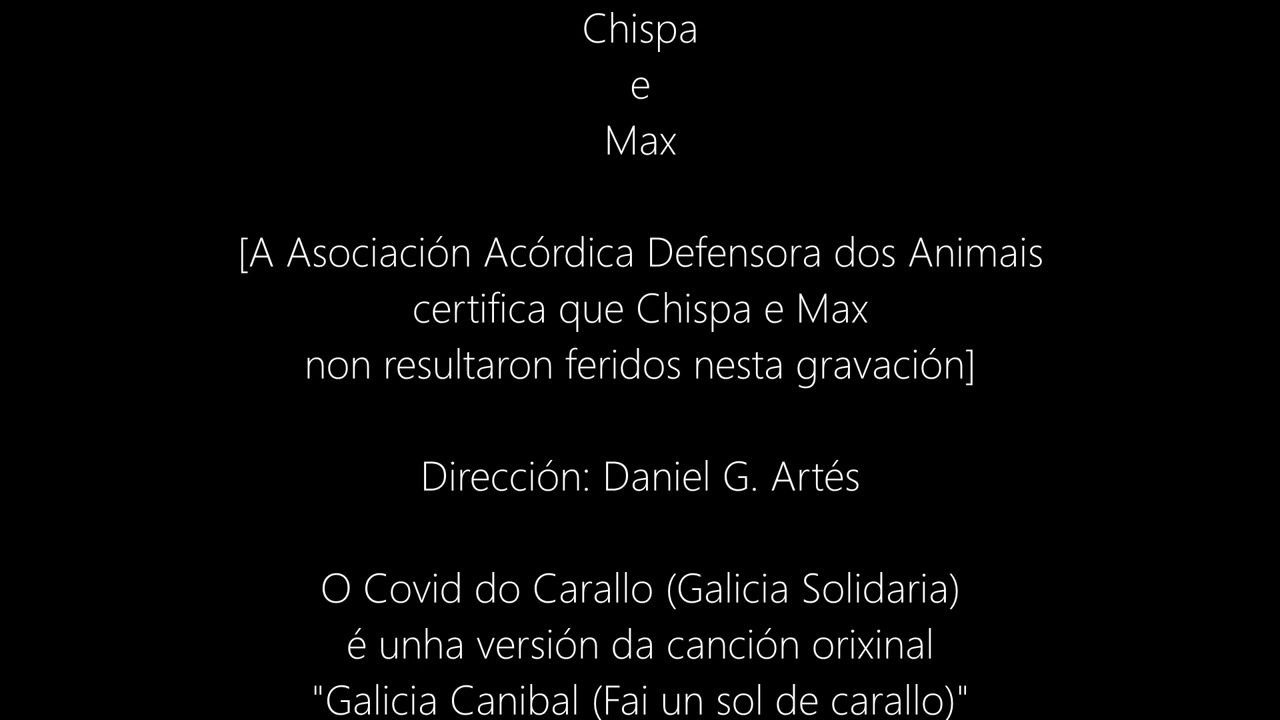 Chispa
e
Max
[A Asociación Acórdica Defensora dos Animais
certifica que Chispa e Max
non resultaron feridos nesta gravación]
Dirección: Daniel G. Artés
O Covid do Carallo (Galicia Solidaria)
é unha versión da canción orixinal
"Galicia Canibal (Fai un sol de carallo)"